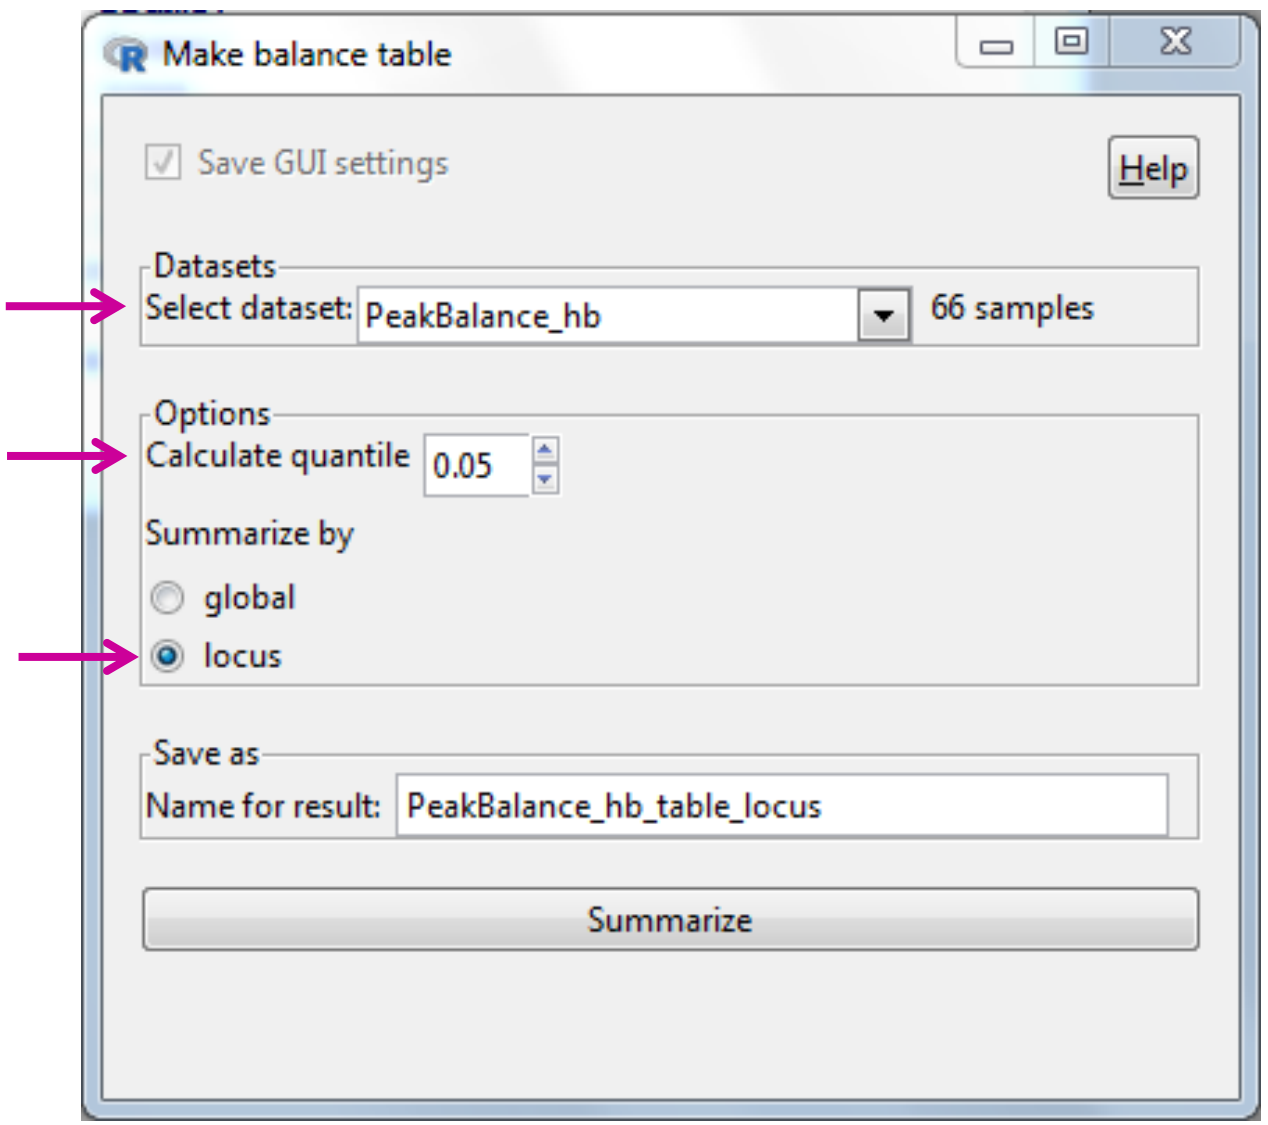 Make balance table
Save GUI settings
Help
Datasets
Select dataset: PeakBalance_hb 66 samples
Options
Calculate quantile 0.05
Summarize by
global
locus
Save as
Name for result: PeakBalance_hb_table_locus
Summarize